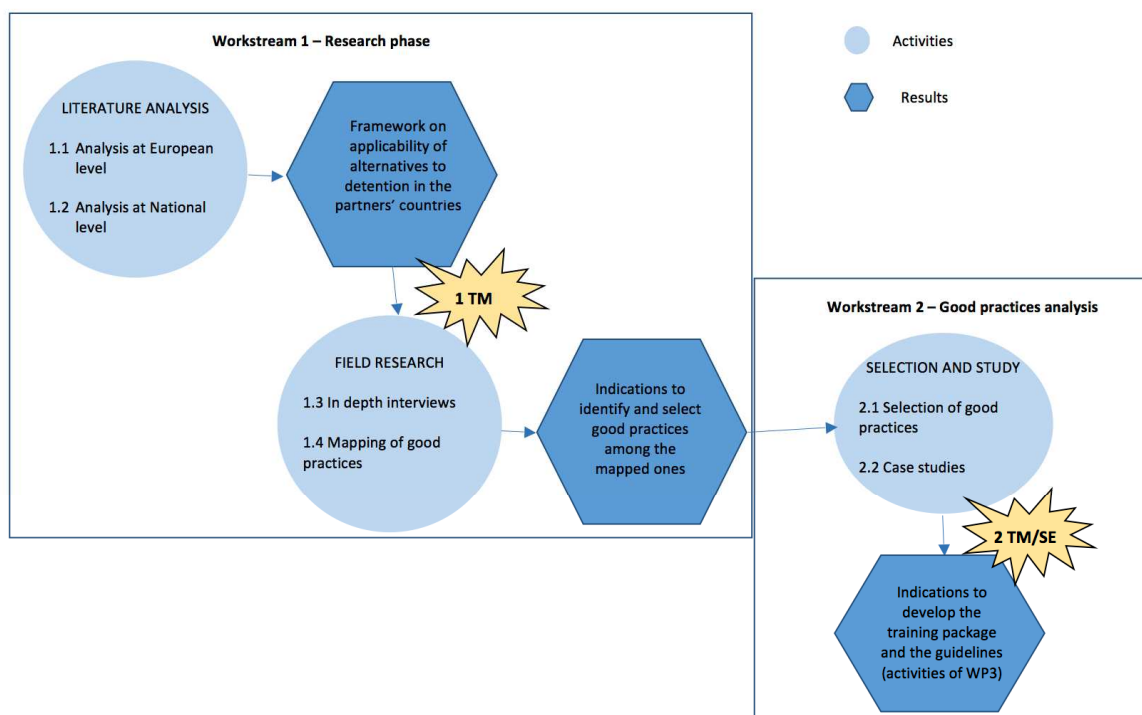 Workstream 1 – Research phase
Activities
Results
LITERATURE ANALYSIS
1.1 Analysis at European
level
1.2 Analysis at National
level
Framework on
applicability of
alternatives to
detention in the
partners’ countries
1 TM
FIELD RESEARCH
1.3 In depth interviews
1.4 Mapping of good
practices
Indications to
identify and select
good practices
among the
mapped ones
Workstream 2 – Good practices analysis
SELECTION AND STUDY
2.1 Selection of good
practices
2.2 Case studies
2 TM/SE
Indications to
develop the
training package
and the guidelines
(activities of WP3)